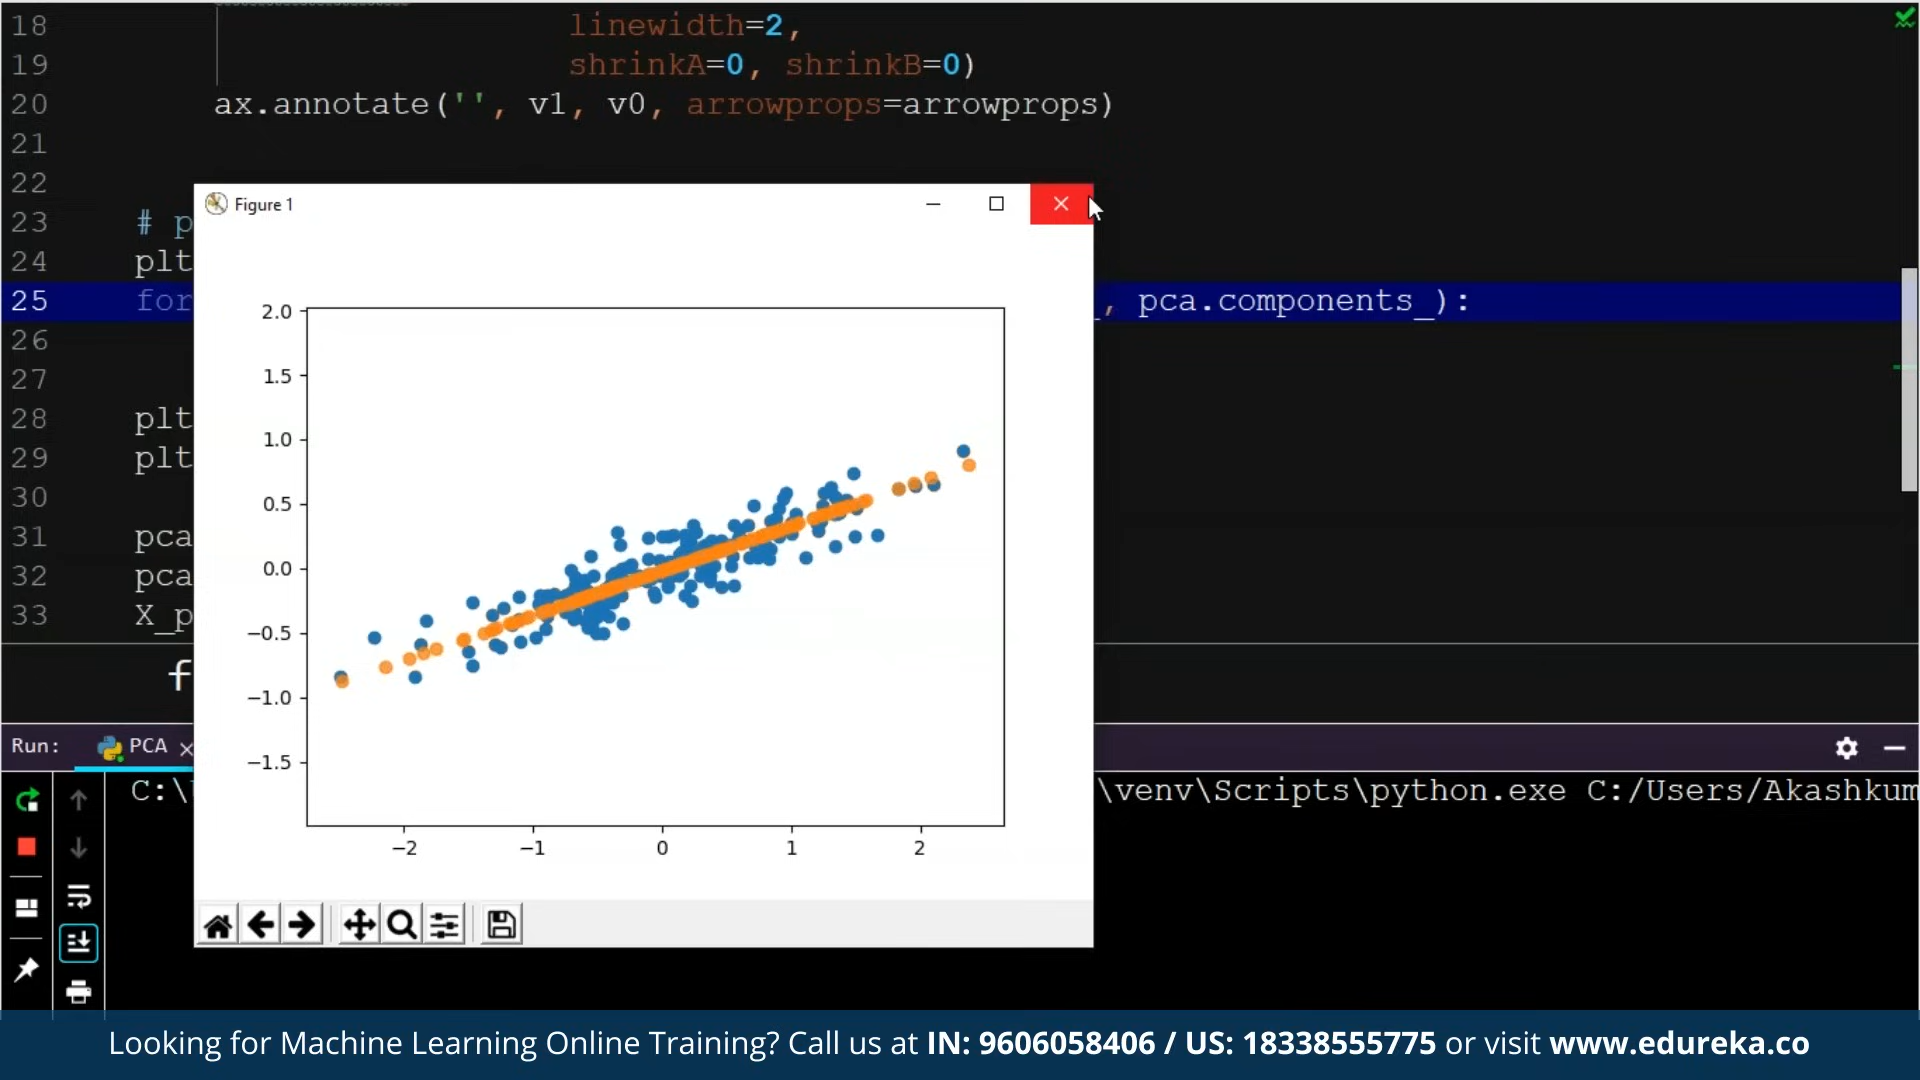 18 linewidth=2,
19 shrinkA=0, shrinkB=0)
20 ax.annotate('', v1, v0, arrowprops=arrowprops)
21
22
23 # p
24 plt
25 for , pca.components_):
26
27
28 plt
29 plt
30
31 pca
32 pca
33 X_p
f
Figure 1
2.0
1.5
1.0
0.5
0.0
−0.5
−1.0
−1.5
−2 −1 0 1 2
Run: PCA
C:\ \venv\Scripts\python.exe C:/Users/Akashkum
Looking for Machine Learning Online Training? Call us at IN: 9606058406 / US: 18338555775 or visit www.edureka.co